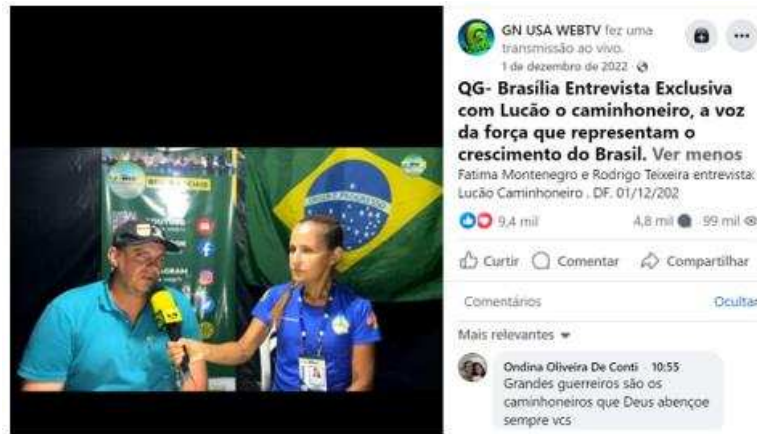 GN USA WEBTV fez uma
transmissão ao vivo.
1 de dezembro de 2022 ·
QG- Brasília Entrevista Exclusiva
com Lucão o caminhoneiro, a voz
da força que representam o
crescimento do Brasil. Ver menos
Fatima Montenegro e Rodrigo Teixeira entrevista:
Lucão Caminhoneiro . DF. 01/12/202
9,4 mil 4,8 mil 99 mil
Curtir Comentar Compartilhar
Comentários Ocultar
Mais relevantes
Ondina Oliveira De Conti · 10:55
Grandes guerreiros são os
caminhoneiros que Deus abençoe
sempre vcs